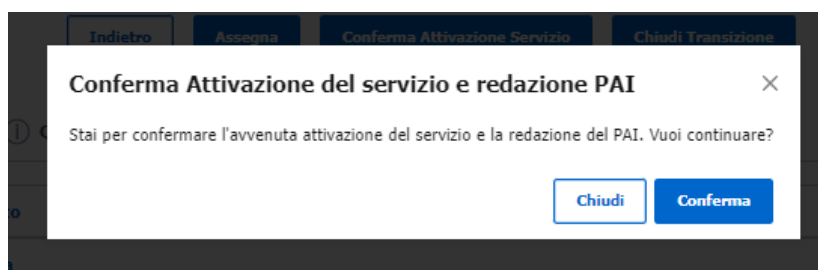 Indietro Assegna Conferma Attivazione Servizio Chiudi Transizione
Conferma Attivazione del servizio e redazione PAI
Stai per confermare l'avvenuta attivazione del servizio e la redazione del PAI. Vuoi continuare?
Chiudi Conferma